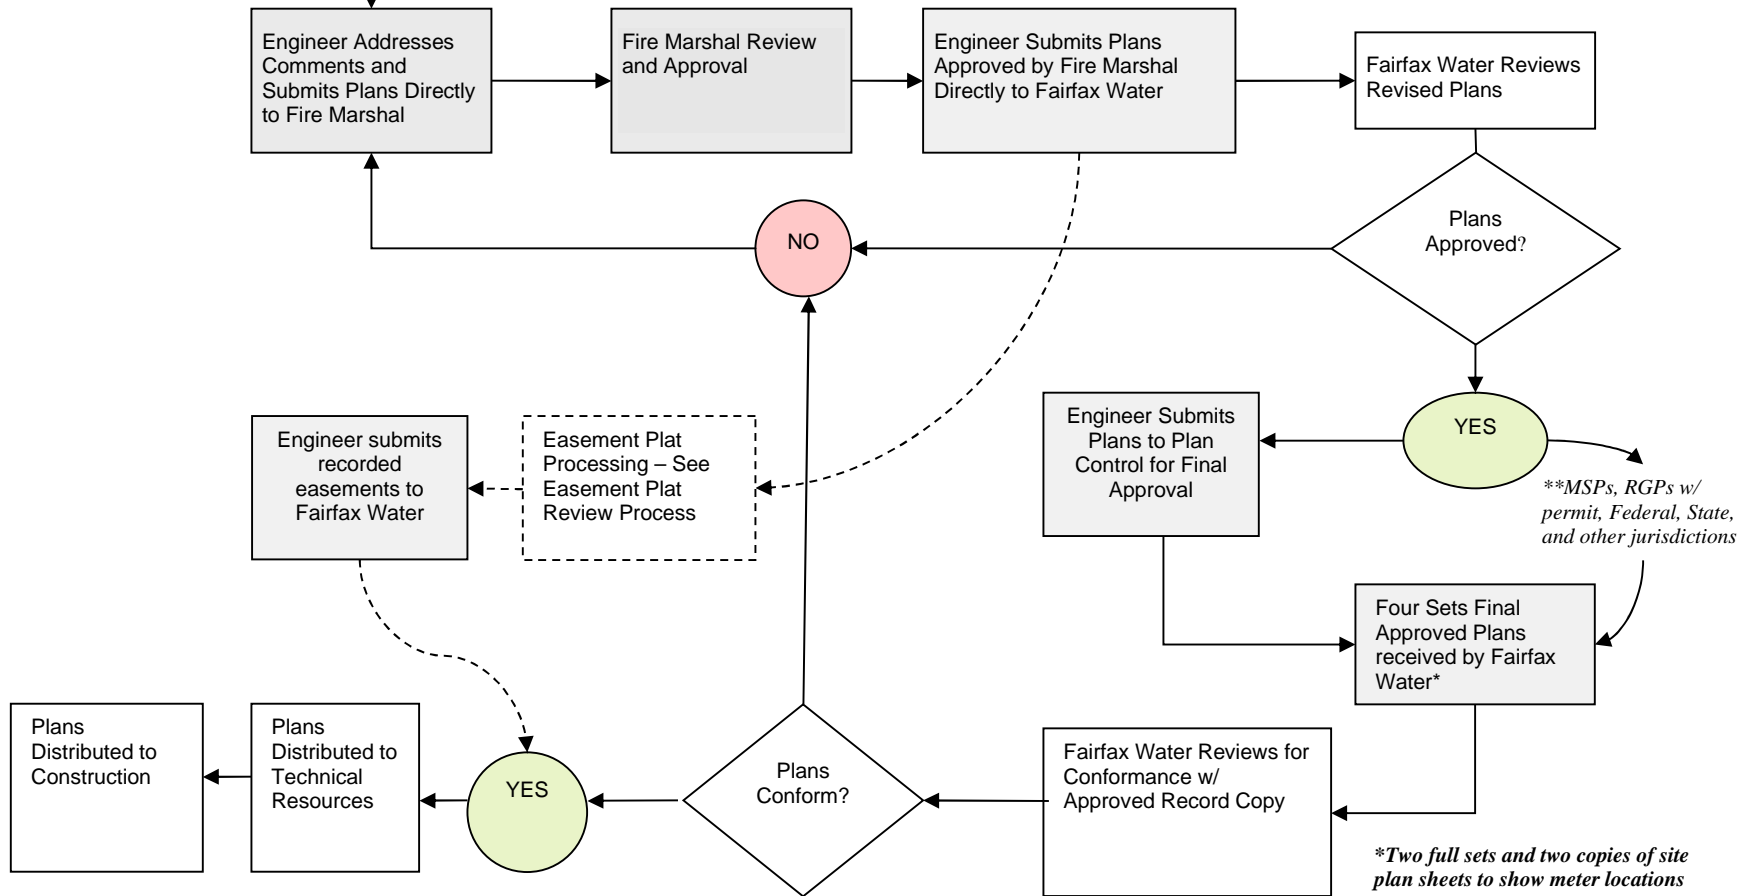 Engineer Addresses
Comments and
Submits Plans Directly
to Fire Marshal
Fire Marshal Review
and Approval
Engineer Submits Plans
Approved by Fire Marshal
Directly to Fairfax Water
Fairfax Water Reviews
Revised Plans
Plans
Approved?
NO
YES
Engineer Submits
Plans to Plan
Control for Final
Approval
**MSPs, RGPs w/
permit, Federal, State,
and other jurisdictions
Easement Plat
Processing – See
Easement Plat
Review Process
Engineer submits
recorded
easements to
Fairfax Water
Four Sets Final
Approved Plans
received by Fairfax
Water*
Fairfax Water Reviews for
Conformance w/
Approved Record Copy
Plans
Conform?
YES
Plans
Distributed to
Technical
Resources
Plans
Distributed to
Construction
*Two full sets and two copies of site
plan sheets to show meter locations